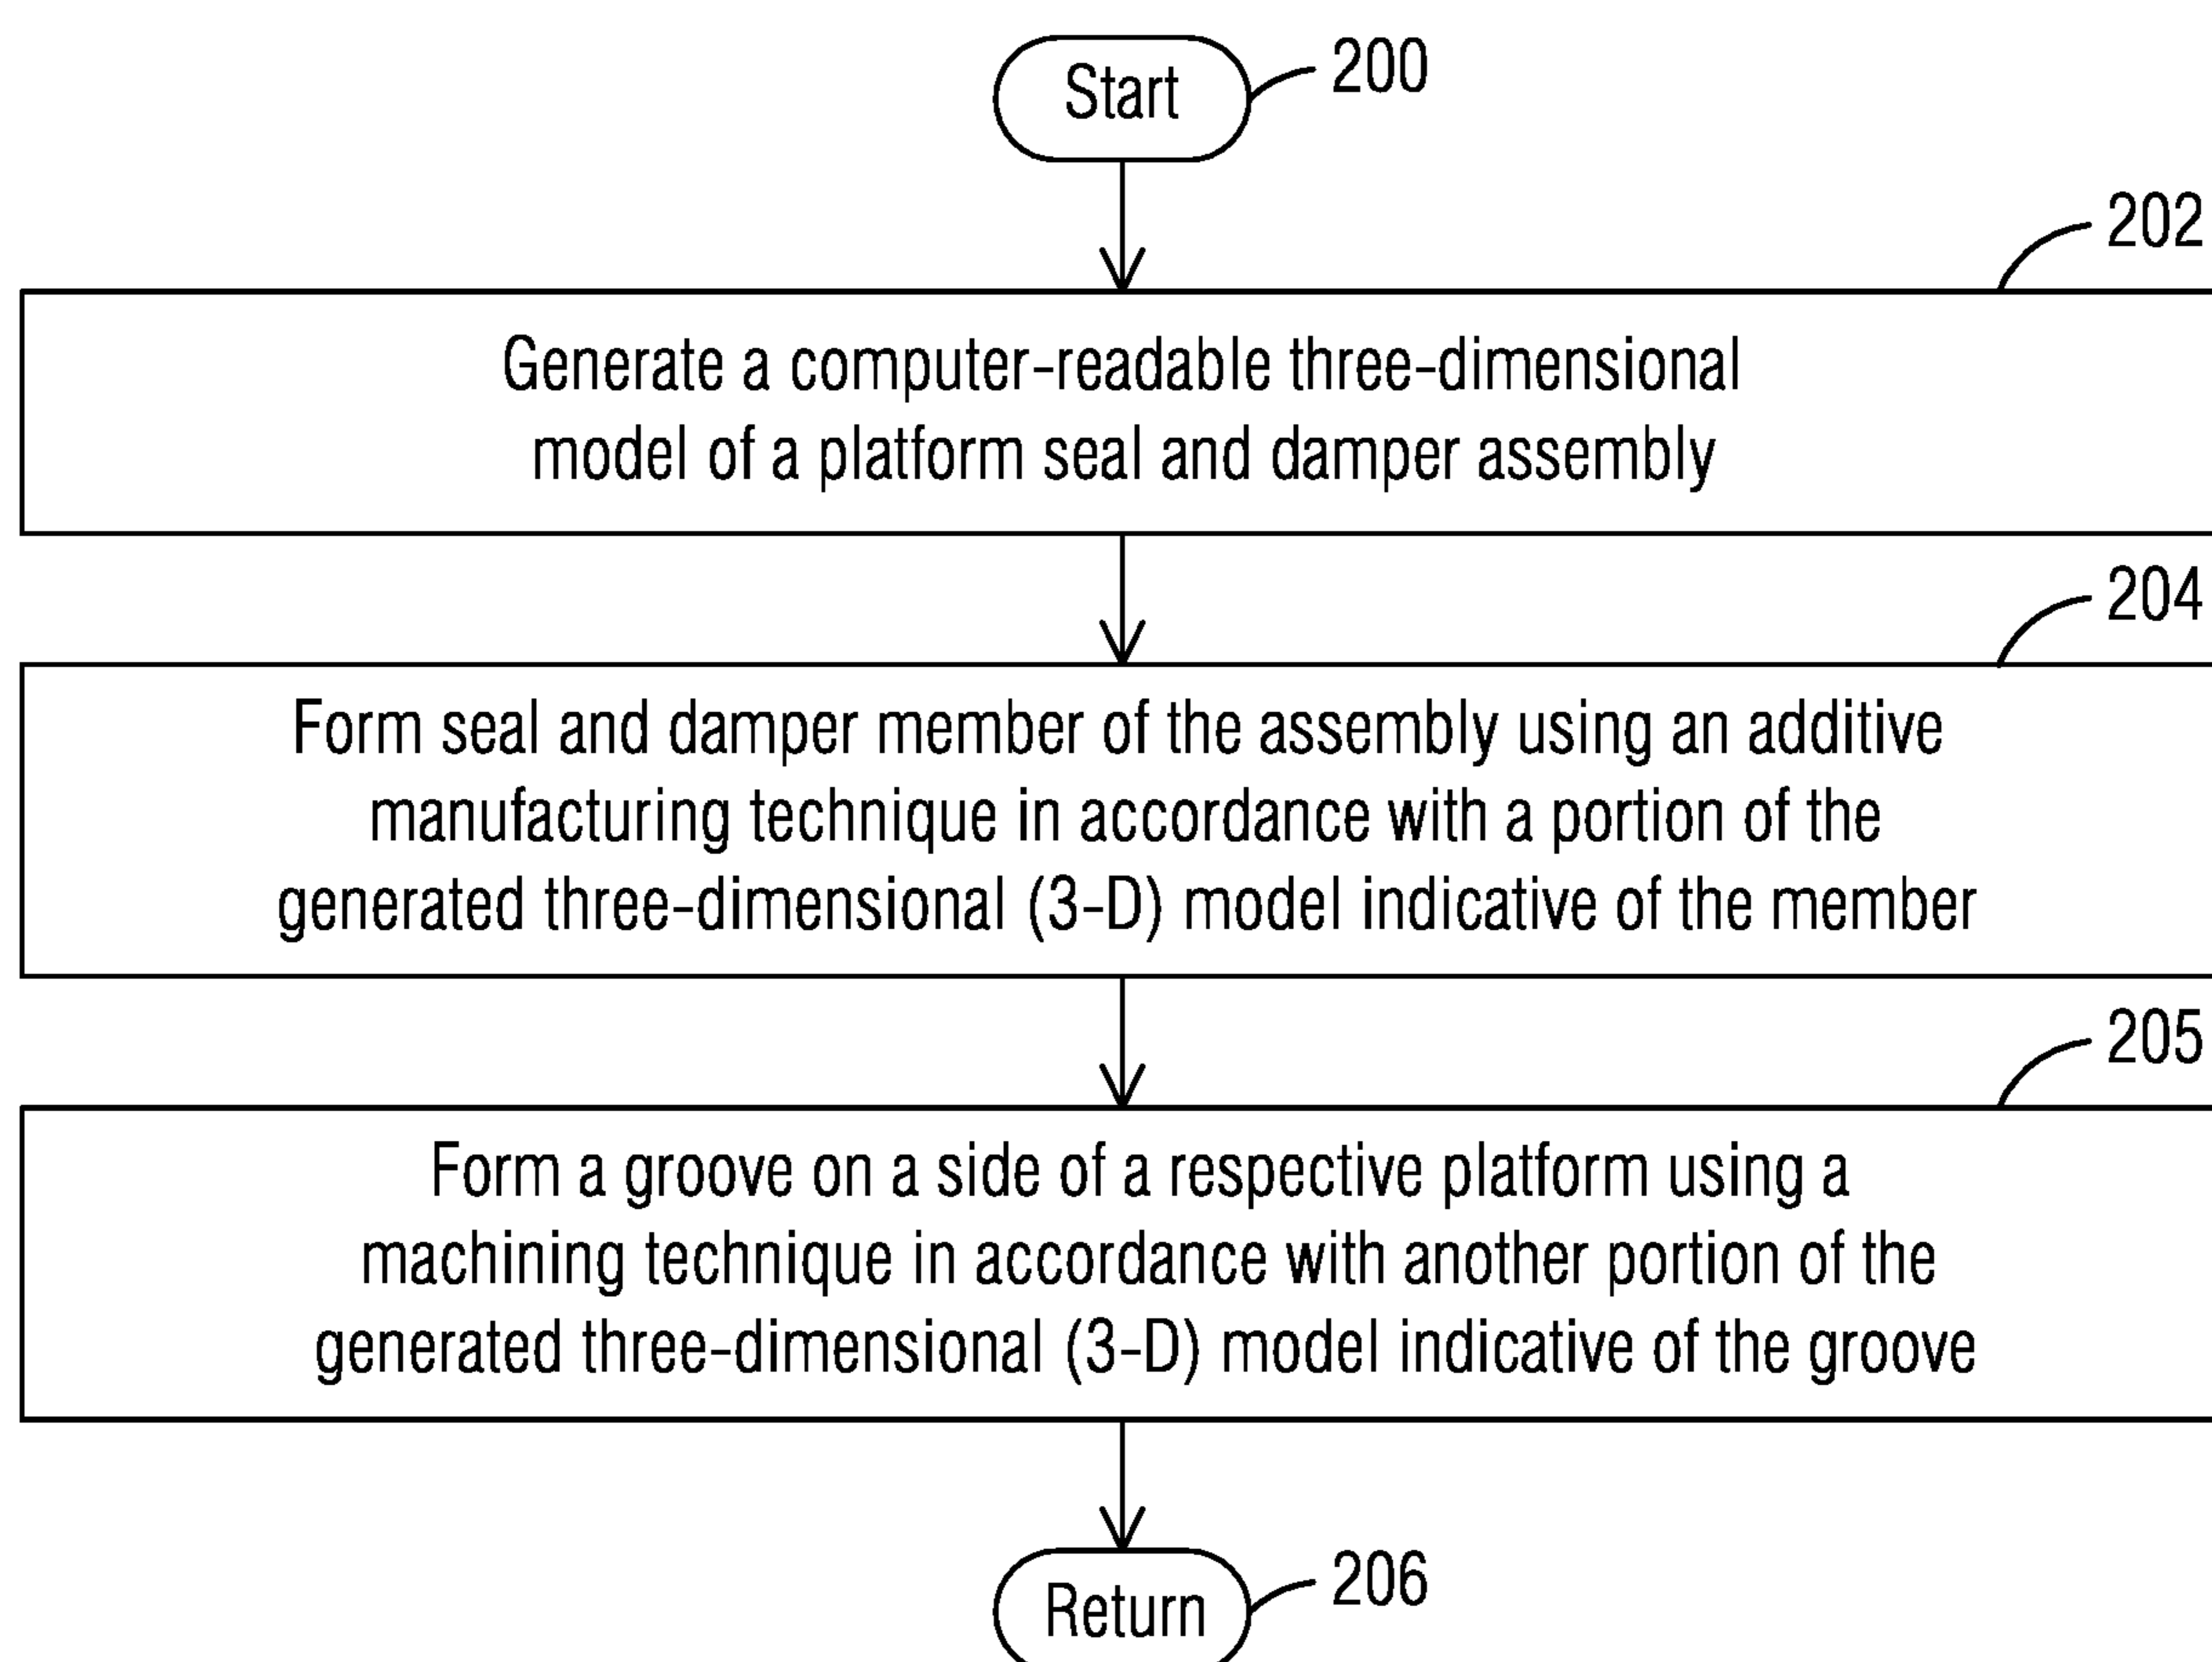 Start
200
202
Generate a computer-readable three-dimensional
model of a platform seal and damper assembly
204
Form seal and damper member of the assembly using an additive
manufacturing technique in accordance with a portion of the
generated three-dimensional (3-D) model indicative of the member
205
Form a groove on a side of a respective platform using a
machining technique in accordance with another portion of the
generated three-dimensional (3-D) model indicative of the groove
Return
206